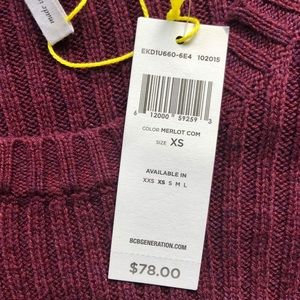 made i
EKD1U660-6E4 102015
6 12000 59259 3
COLOR MERLOT COM
SIZE XS
AVAILABLE IN
XXS XS S M L
BCBGENERATION.COM
$78.00